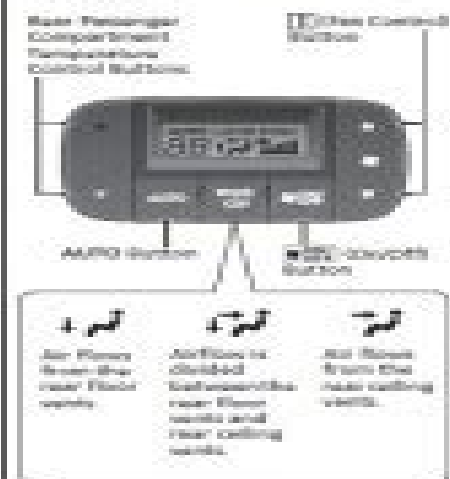 Rear Passenger
Compartment
Temperature
Control Buttons
Fan Control
Button
AUTO
AUTO Button
ON/OFF
Button
Air flows
from the
rear floor
vents.
Airflow is
divided
between the
rear floor
vents and
rear ceiling
vents.
Air flows
from the
rear ceiling
vents.